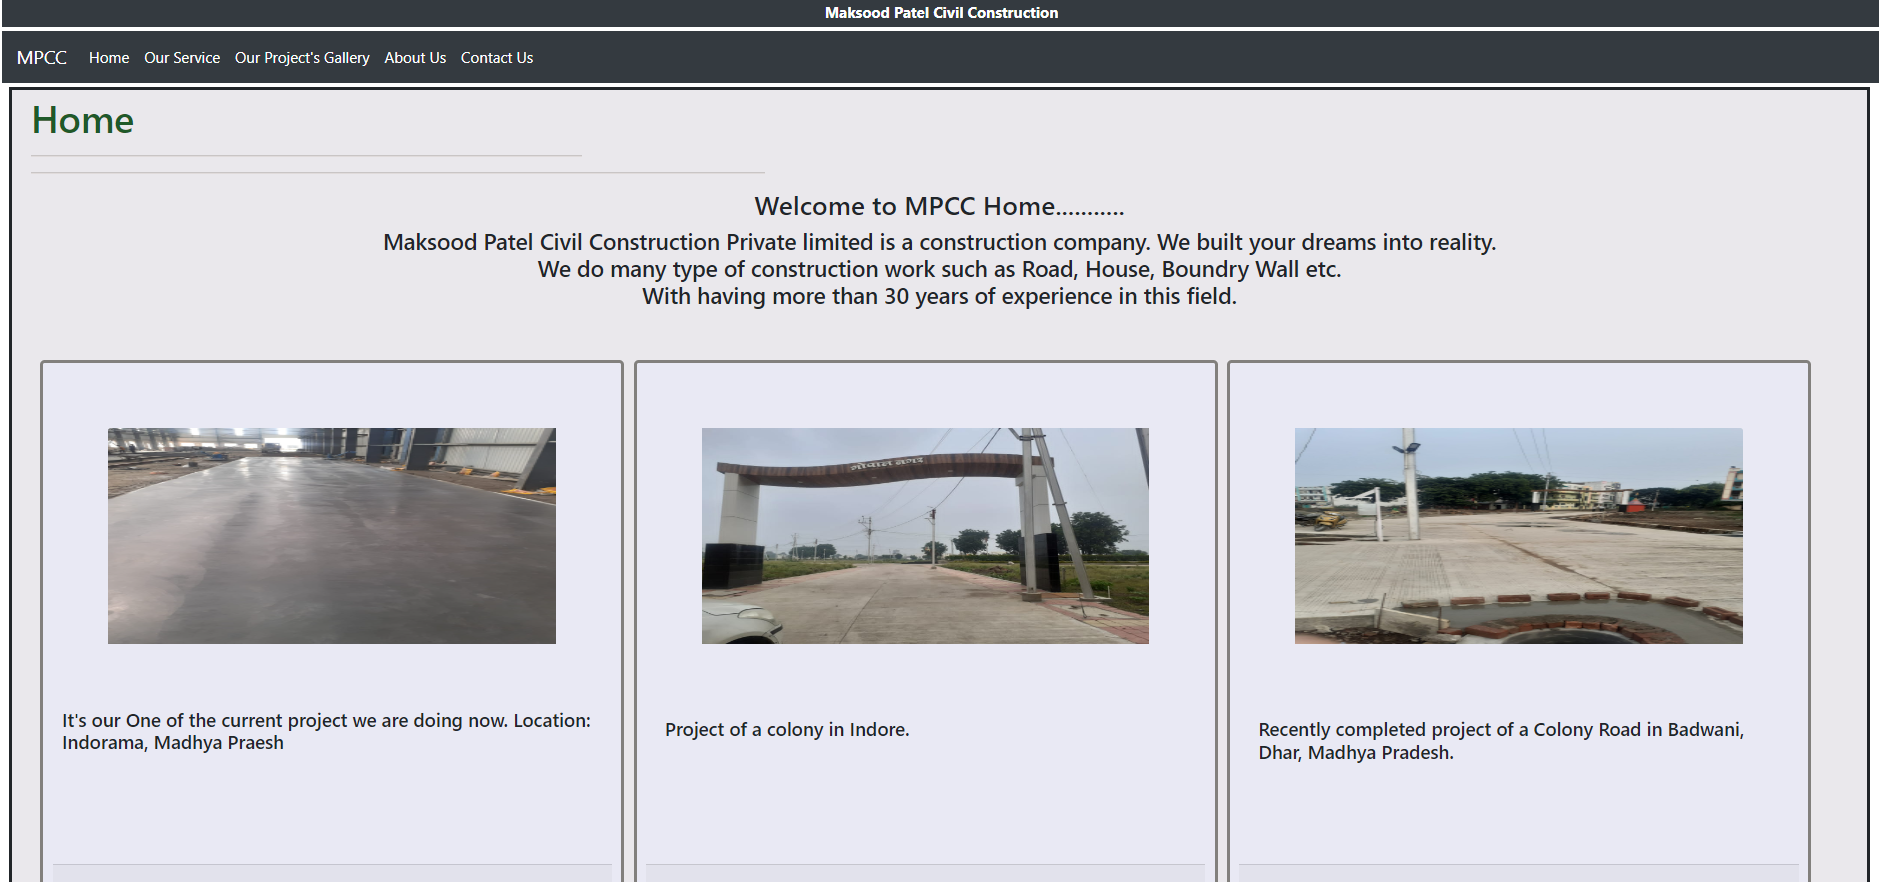 Maksood Patel Civil Construction
MPCC Home Our Service Our Project's Gallery About Us Contact Us
Home
Welcome to MPCC Home...........
Maksood Patel Civil Construction Private limited is a construction company. We built your dreams into reality.
We do many type of construction work such as Road, House, Boundry Wall etc.
With having more than 30 years of experience in this field.
गोपाल नगर
It's our One of the current project we are doing now. Location:
Indorama, Madhya Praesh
Project of a colony in Indore.
Recently completed project of a Colony Road in Badwani,
Dhar, Madhya Pradesh.